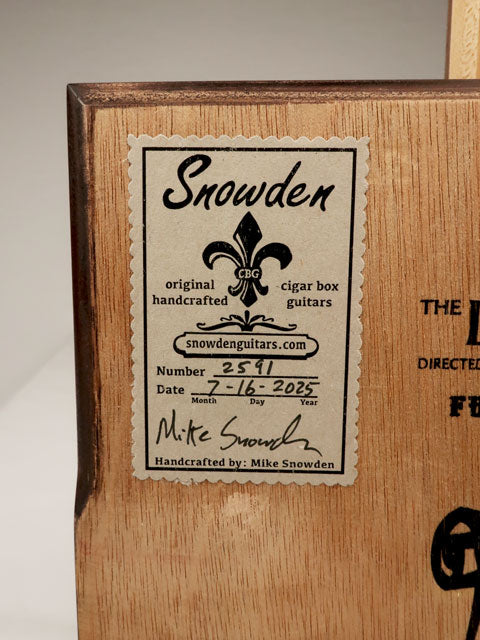 Snowden
CBG
original handcrafted
cigar box guitars
snowdenguitars.com
Number 2591
Date 7-16-2025
Month Day Year
Mike Snowden
Handcrafted by: Mike Snowden
THE
DIRECTED